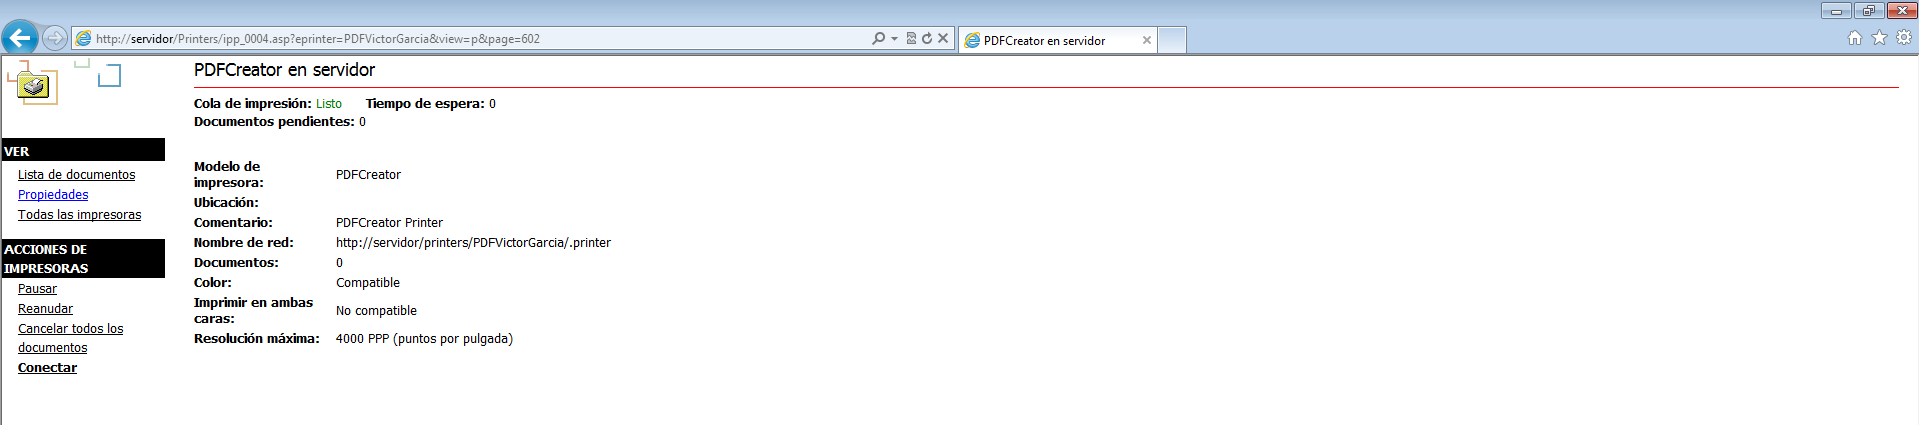 http://servidor/Printers/ipp_0004.asp?eprinter=PDFVictorGarcia&view=p&page=602
PDFCreator en servidor
PDFCreator en servidor
Cola de impresión: Listo Tiempo de espera: 0
Documentos pendientes: 0
VER
Lista de documentos
Propiedades
Todas las impresoras
ACCIONES DE
IMPRESORAS
Pausar
Reanudar
Cancelar todos los
documentos
Conectar
Modelo de
impresora: PDFCreator
Ubicación:
Comentario: PDFCreator Printer
Nombre de red: http://servidor/printers/PDFVictorGarcia/.printer
Documentos: 0
Color: Compatible
Imprimir en ambas
caras: No compatible
Resolución máxima: 4000 PPP (puntos por pulgada)